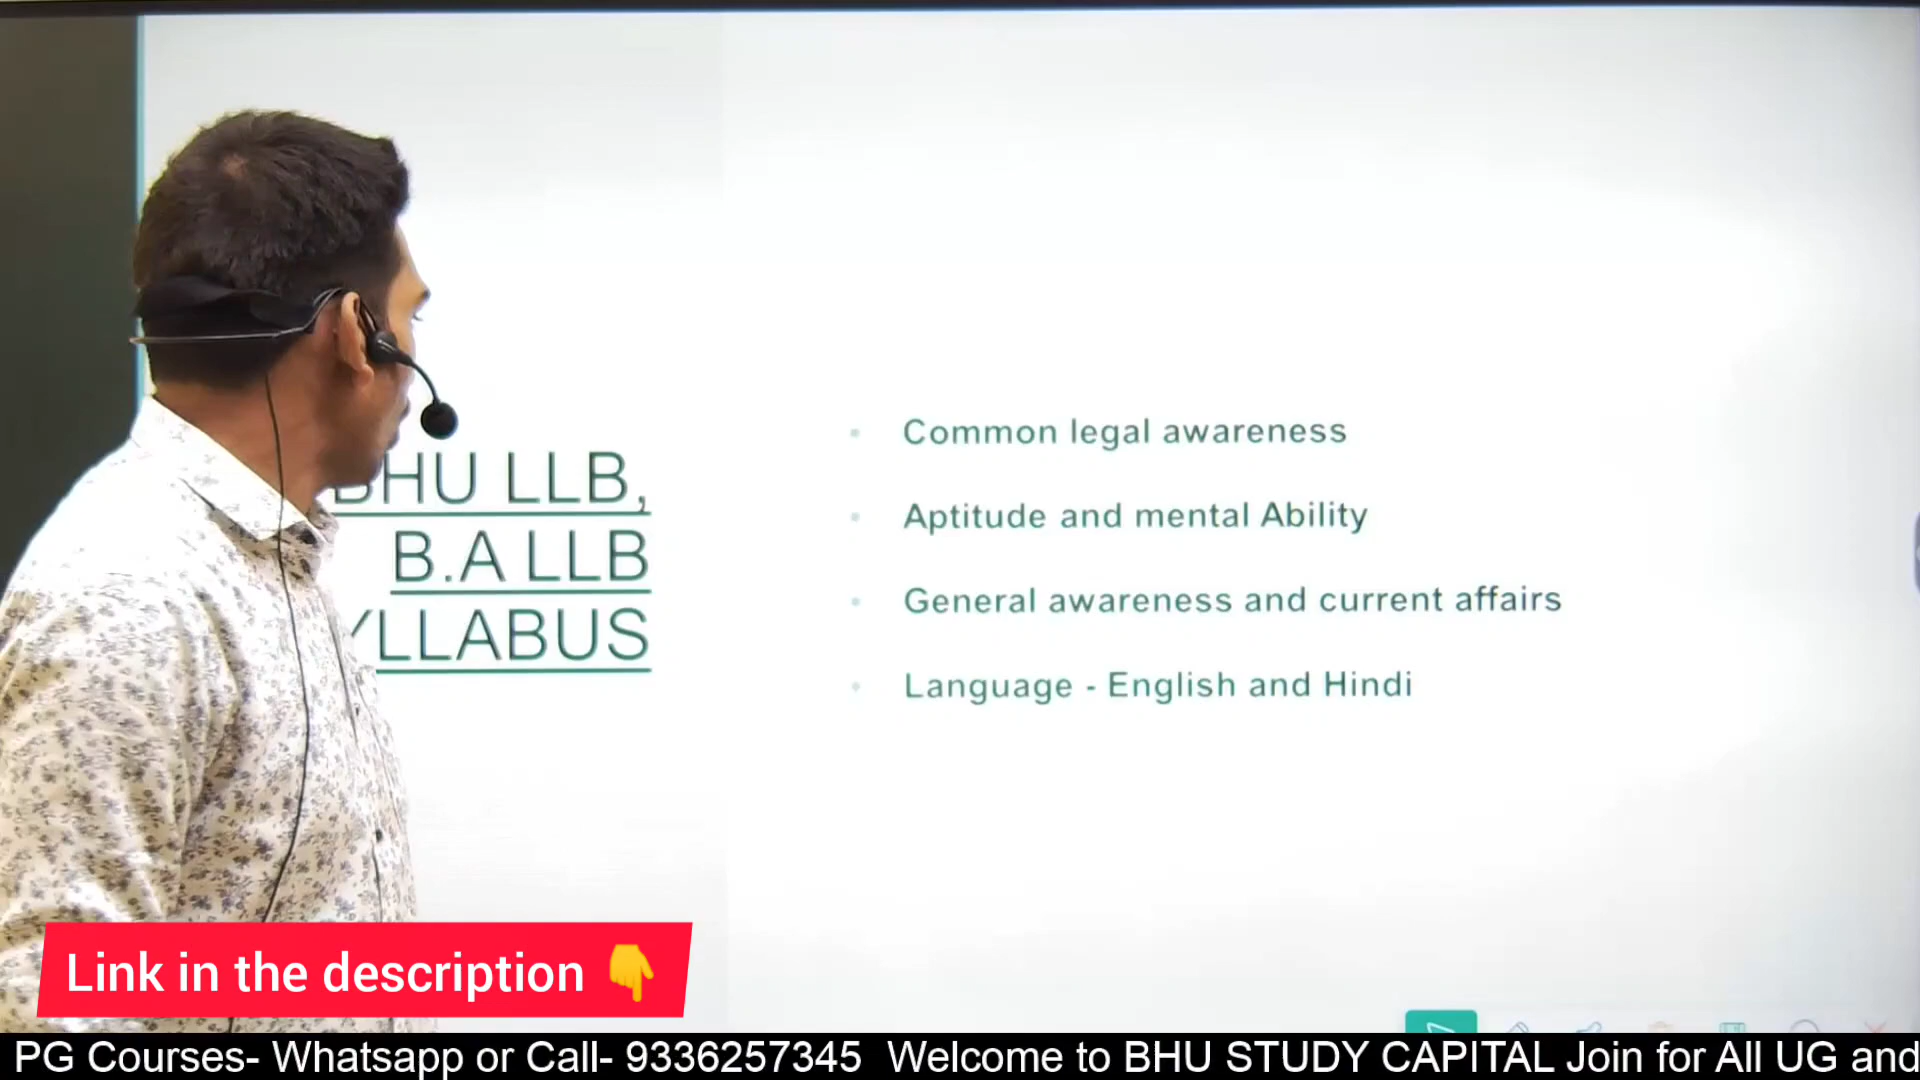 BHU LLB,
B.A LLB
YLLABUS
Common legal awareness
Aptitude and mental Ability
General awareness and current affairs
Language - English and Hindi
Link in the description 👇
PG Courses- Whatsapp or Call- 9336257345 Welcome to BHU STUDY CAPITAL Join for All UG and